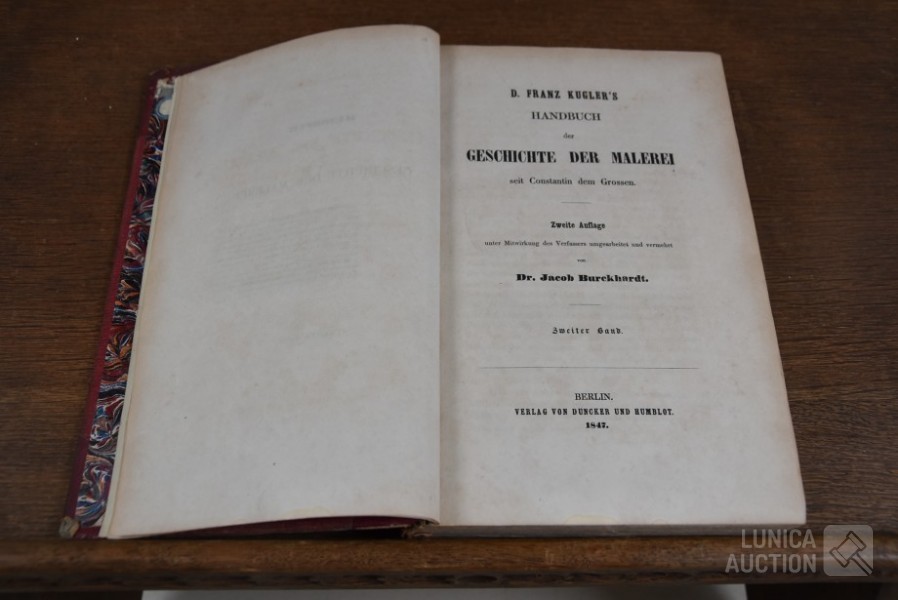 D. FRANZ KUGLER'S
HANDBUCH
der
GESCHICHTE DER MALEREI
seit Constantin dem Grossen.
Zweite Auflage
unter Mitwirkung des Verfassers umgearbeitet und vermehrt
von
Dr. Jacob Burckhardt.
Zweiter Band.
BERLIN.
VERLAG VON DUNCKER UND HUMBLOT.
1847.
LUNICA
AUCTION